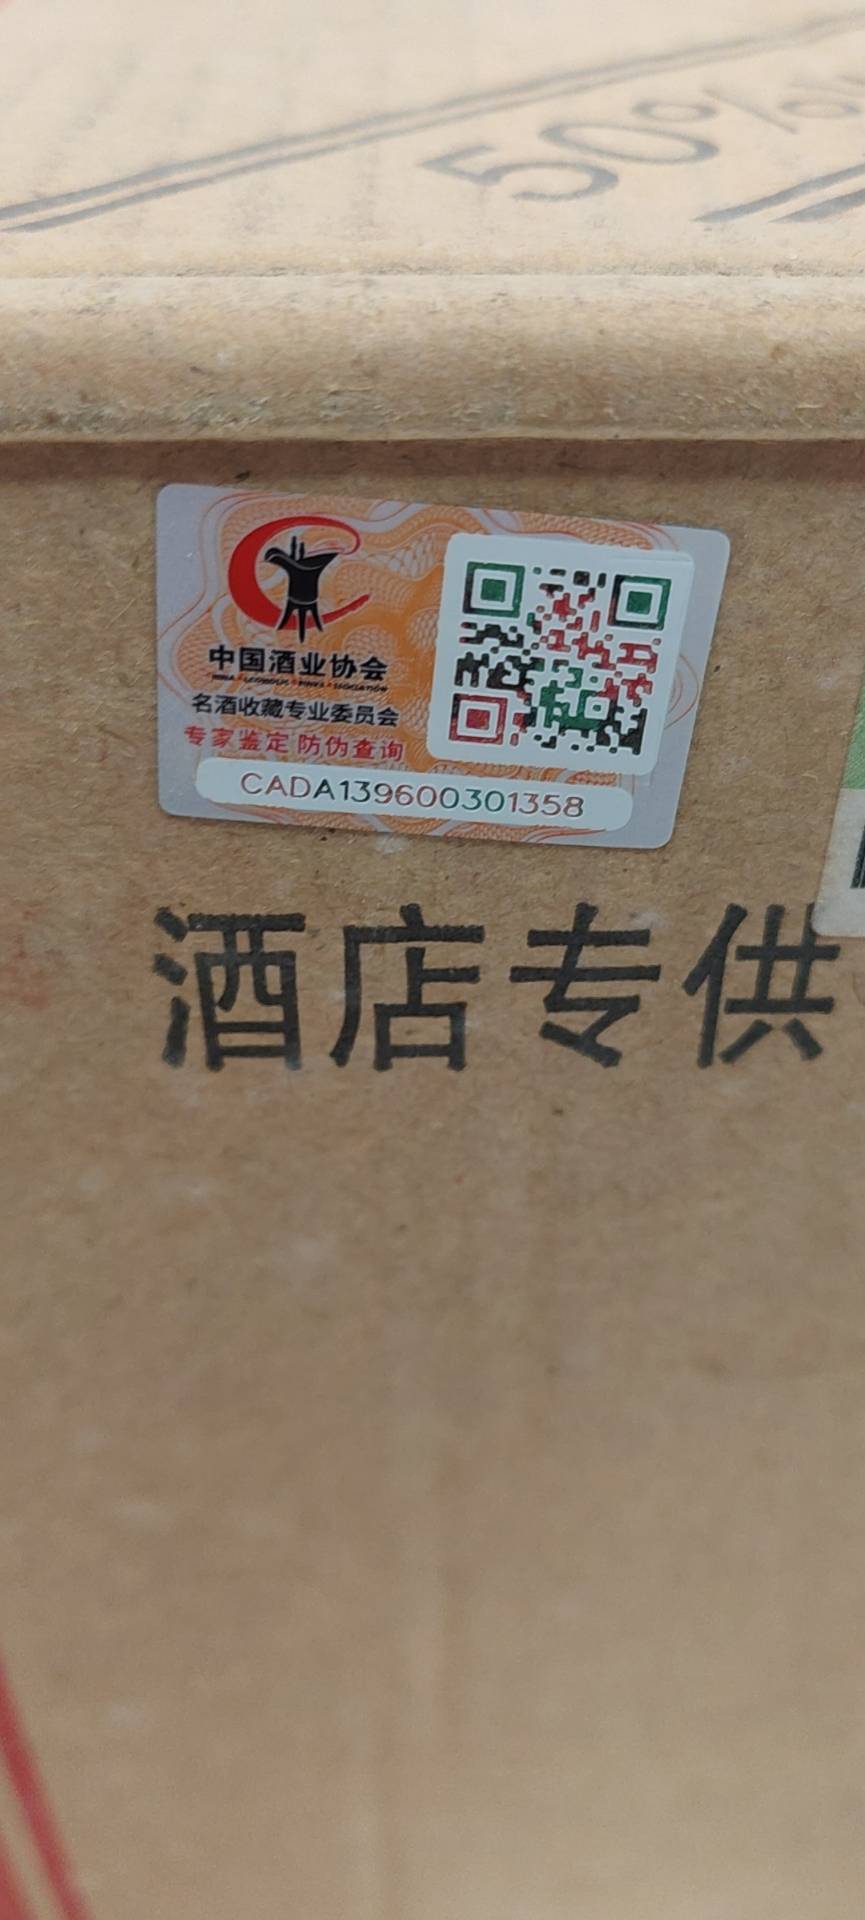 50%
中国酒业协会
名酒收藏专业委员会
专家鉴定 防伪查询
CADA139600301358
酒店专供